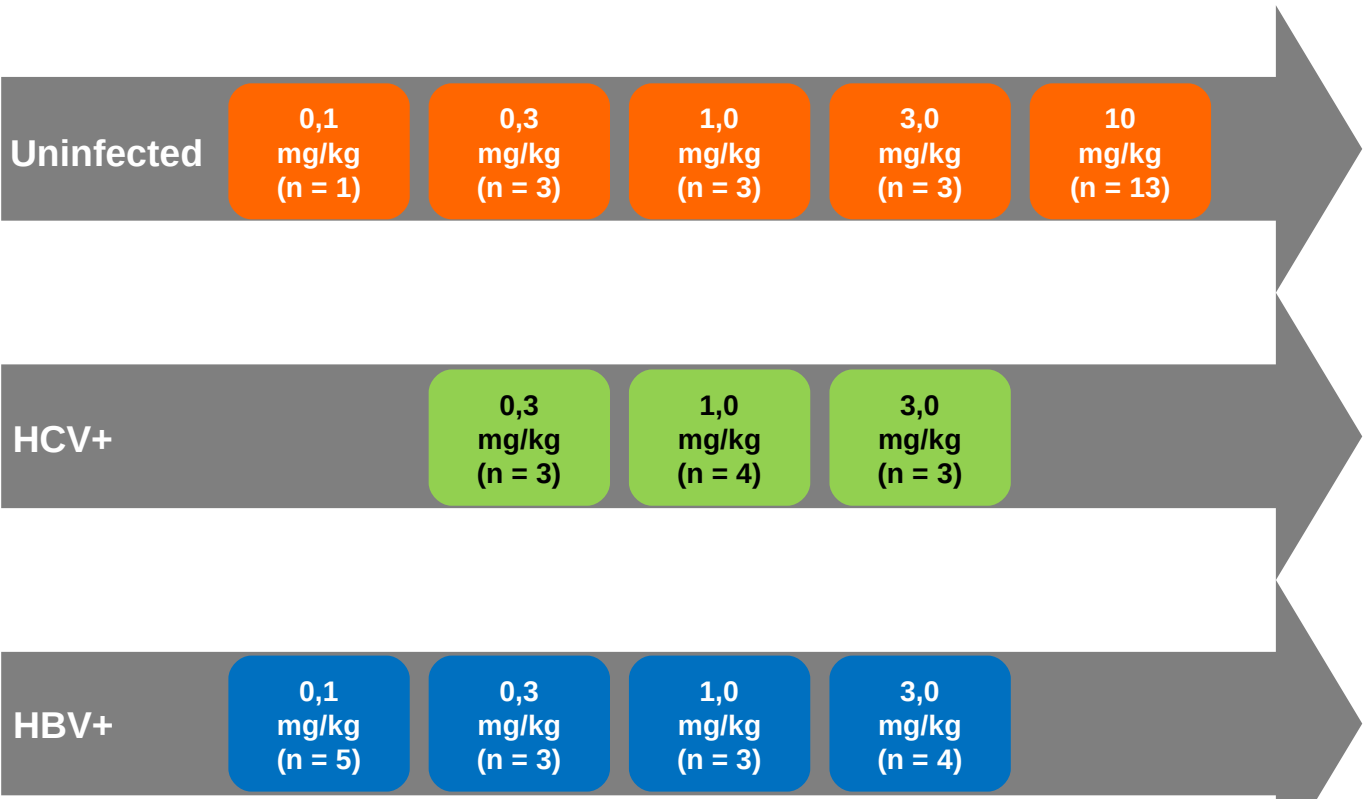 Uninfected
0,1
mg/kg
(n = 1)
0,3
mg/kg
(n = 3)
1,0
mg/kg
(n = 3)
3,0
mg/kg
(n = 3)
10
mg/kg
(n = 13)
HCV+
0,3
mg/kg
(n = 3)
1,0
mg/kg
(n = 4)
3,0
mg/kg
(n = 3)
HBV+
0,1
mg/kg
(n = 5)
0,3
mg/kg
(n = 3)
1,0
mg/kg
(n = 3)
3,0
mg/kg
(n = 4)